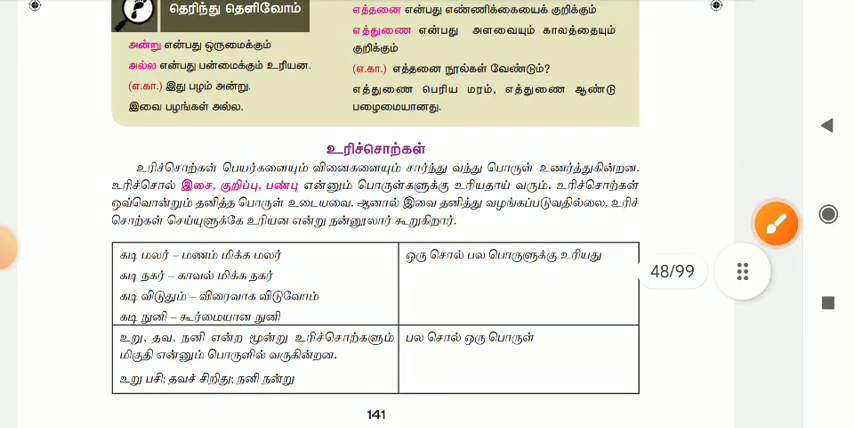 தெரிந்து தெளிவோம்
அன்று என்பது ஒருமைக்கும்
அல்ல என்பது பன்மைக்கும் உரியன.
(எ.கா.) இது பழம் அன்று.
இவை பழங்கள் அல்ல.
எத்தனை என்பது எண்ணிக்கையைக் குறிக்கும்
எத்துணை என்பது அளவையும் காலத்தையும்
குறிக்கும்
(எ.கா.) எத்தனை நூல்கள் வேண்டும்?
எத்துணை பெரிய மரம், எத்துணை ஆண்டு
பழைமையானது.
உரிச்சொற்கள்
உரிச்சொற்கள் பெயர்களையும் வினைகளையும் சார்ந்து வந்து பொருள் உணர்த்துகின்றன.
உரிச்சொல் இசை, குறிப்பு, பண்பு என்னும் பொருள்களுக்கு உரியதாய் வரும். உரிச்சொற்கள்
ஒவ்வொன்றும் தனித்த பொருள் உடையவை. ஆனால் இவை தனித்து வழங்கப்படுவதில்லை. உரிச்
சொற்கள் செய்யுளுக்கே உரியன என்று நன்னூலார் கூறுகிறார்.
கடி மலர் – மணம் மிக்க மலர்
கடி நகர் – காவல் மிக்க நகர்
கடி விடுதும் – விரைவாக விடுவோம்
கடி நுனி – கூர்மையான நுனி
ஒரு சொல் பல பொருளுக்கு உரியது
உறு, தவ, நனி என்ற மூன்று உரிச்சொற்களும்
மிகுதி என்னும் பொருளில் வருகின்றன.
உறு பசி; தவச் சிறிது; நனி நன்று
பல சொல் ஒரு பொருள்
48/99
141